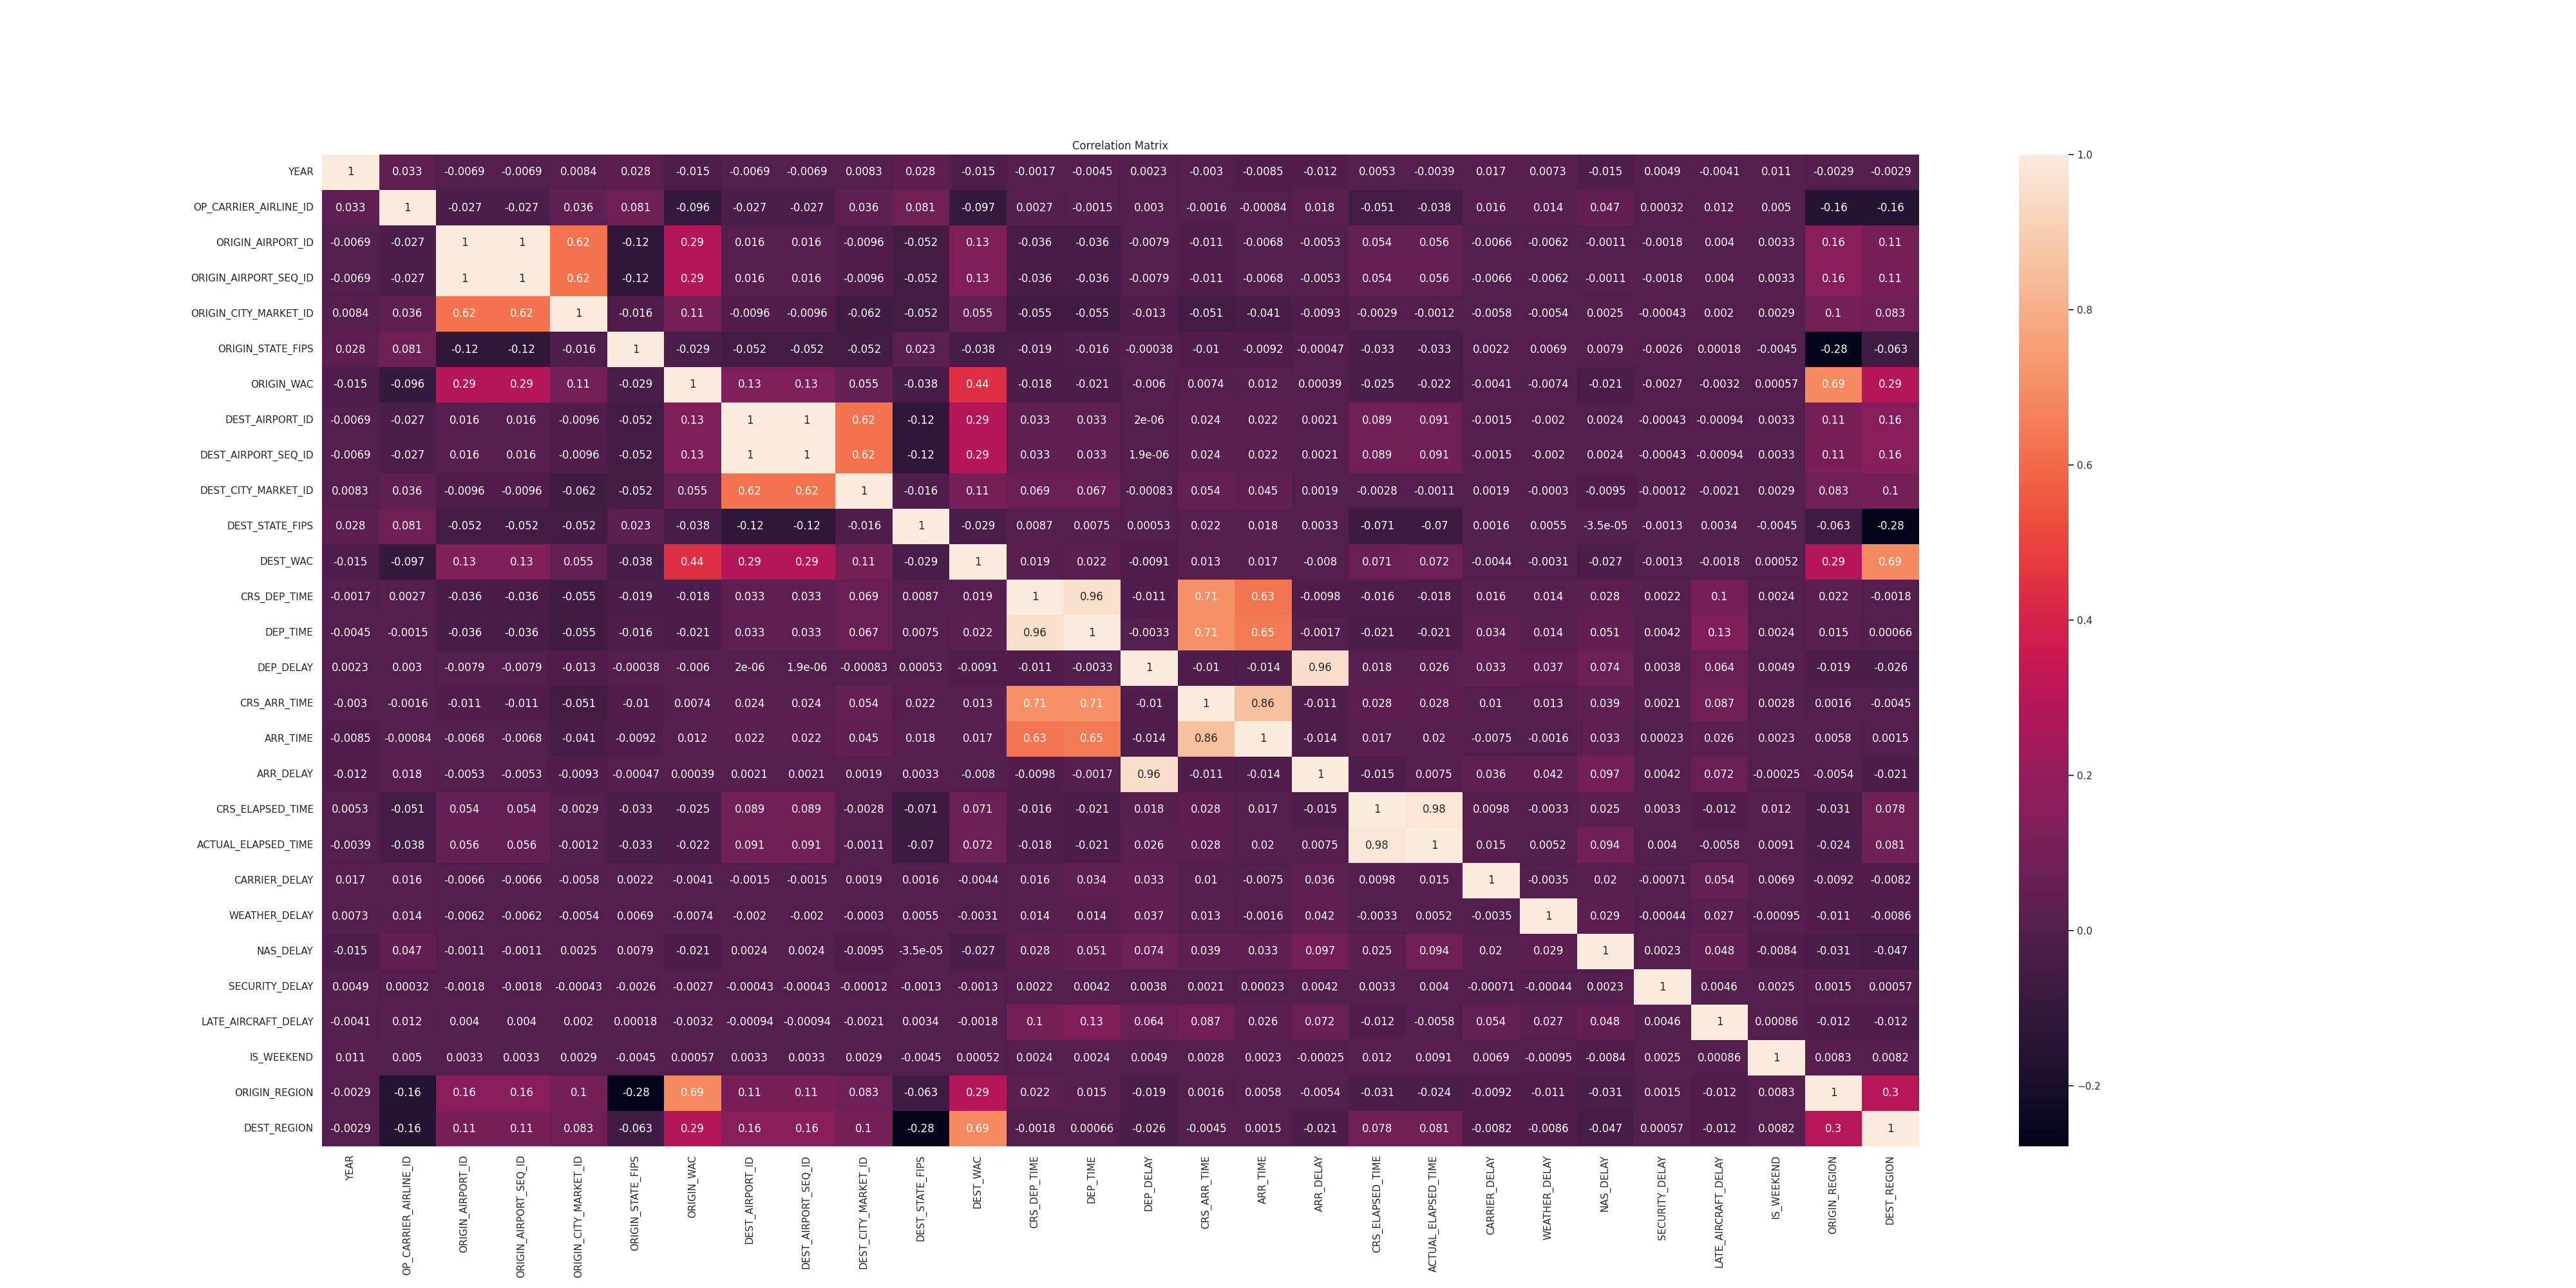 Correlation Matrix
YEAR 1 0.033 -0.0069 -0.0069 0.0084 0.028 -0.015 -0.0069 -0.0069 0.0083 0.028 -0.015 -0.0017 -0.0045 0.0023 -0.003 -0.0085 -0.012 0.0053 -0.0039 0.017 0.0073 -0.015 0.0049 -0.0041 0.011 -0.0029 -0.0029
OP_CARRIER_AIRLINE_ID 0.033 1 -0.027 -0.027 0.036 0.081 -0.096 -0.027 -0.027 0.036 0.081 -0.097 0.0027 -0.0015 0.003 -0.0016 -0.00084 0.018 -0.051 -0.038 0.016 0.014 0.047 0.00032 0.012 0.005 -0.16 -0.16
ORIGIN_AIRPORT_ID -0.0069 -0.027 1 1 0.62 -0.12 0.29 0.016 0.016 -0.0096 -0.052 0.13 -0.036 -0.036 -0.0079 -0.011 -0.0068 -0.0053 0.054 0.056 -0.0066 -0.0062 -0.0011 -0.0018 0.004 0.0033 0.16 0.11
ORIGIN_AIRPORT_SEQ_ID -0.0069 -0.027 1 1 0.62 -0.12 0.29 0.016 0.016 -0.0096 -0.052 0.13 -0.036 -0.036 -0.0079 -0.011 -0.0068 -0.0053 0.054 0.056 -0.0066 -0.0062 -0.0011 -0.0018 0.004 0.0033 0.16 0.11
ORIGIN_CITY_MARKET_ID 0.0084 0.036 0.62 0.62 1 -0.016 0.11 -0.0096 -0.0096 -0.062 -0.052 0.055 -0.055 -0.055 -0.013 -0.051 -0.041 -0.0093 -0.0029 -0.0012 -0.0058 -0.0054 0.0025 -0.00043 0.002 0.0029 0.1 0.083
ORIGIN_STATE_FIPS 0.028 0.081 -0.12 -0.12 -0.016 1 -0.029 -0.052 -0.052 -0.052 0.023 -0.038 -0.019 -0.016 -0.00038 -0.01 -0.0092 -0.00047 -0.033 -0.033 0.0022 0.0069 0.0079 -0.0026 0.00018 -0.0045 -0.28 -0.063
ORIGIN_WAC -0.015 -0.096 0.29 0.29 0.11 -0.029 1 0.13 0.13 0.055 -0.038 0.44 -0.018 -0.021 -0.006 0.0074 0.012 0.00039 -0.025 -0.022 -0.0041 -0.0074 -0.021 -0.0027 -0.0032 0.00057 0.69 0.29
DEST_AIRPORT_ID -0.0069 -0.027 0.016 0.016 -0.0096 -0.052 0.13 1 1 0.62 -0.12 0.29 0.033 0.033 2e-06 0.024 0.022 0.0021 0.089 0.091 -0.0015 -0.002 0.0024 -0.00043 -0.00094 0.0033 0.11 0.16
DEST_AIRPORT_SEQ_ID -0.0069 -0.027 0.016 0.016 -0.0096 -0.052 0.13 1 1 0.62 -0.12 0.29 0.033 0.033 1.9e-06 0.024 0.022 0.0021 0.089 0.091 -0.0015 -0.002 0.0024 -0.00043 -0.00094 0.0033 0.11 0.16
DEST_CITY_MARKET_ID 0.0083 0.036 -0.0096 -0.0096 -0.062 -0.052 0.055 0.62 0.62 1 -0.016 0.11 0.069 0.067 -0.00083 0.054 0.045 0.0019 -0.0028 -0.0011 0.0019 -0.0003 -0.0095 -0.00012 -0.0021 0.0029 0.083 0.1
DEST_STATE_FIPS 0.028 0.081 -0.052 -0.052 -0.052 0.023 -0.038 -0.12 -0.12 -0.016 1 -0.029 0.0087 0.0075 0.00053 0.022 0.018 0.0033 -0.071 -0.07 0.0016 0.0055 -3.5e-05 -0.0013 0.0034 -0.0045 -0.063 -0.28
DEST_WAC -0.015 -0.097 0.13 0.13 0.055 -0.038 0.44 0.29 0.29 0.11 -0.029 1 0.019 0.022 -0.0091 0.013 0.017 -0.008 0.071 0.072 -0.0044 -0.0031 -0.027 -0.0013 -0.0018 0.00052 0.29 0.69
CRS_DEP_TIME -0.0017 0.0027 -0.036 -0.036 -0.055 -0.019 -0.018 0.033 0.033 0.069 0.0087 0.019 1 0.96 -0.011 0.71 0.63 -0.0098 -0.016 -0.018 0.016 0.014 0.028 0.0022 0.1 0.0024 0.022 -0.0018
DEP_TIME -0.0045 -0.0015 -0.036 -0.036 -0.055 -0.016 -0.021 0.033 0.033 0.067 0.0075 0.022 0.96 1 -0.0033 0.71 0.65 -0.0017 -0.021 -0.021 0.034 0.014 0.051 0.0042 0.13 0.0024 0.015 0.00066
DEP_DELAY 0.0023 0.003 -0.0079 -0.0079 -0.013 -0.00038 -0.006 2e-06 1.9e-06 -0.00083 0.00053 -0.0091 -0.011 -0.0033 1 -0.01 -0.014 0.96 0.018 0.026 0.033 0.037 0.074 0.0038 0.064 0.0049 -0.019 -0.026
CRS_ARR_TIME -0.003 -0.0016 -0.011 -0.011 -0.051 -0.01 0.0074 0.024 0.024 0.054 0.022 0.013 0.71 0.71 -0.01 1 0.86 -0.011 0.028 0.028 0.01 0.013 0.039 0.0021 0.087 0.0028 0.0016 -0.0045
ARR_TIME -0.0085 -0.00084 -0.0068 -0.0068 -0.041 -0.0092 0.012 0.022 0.022 0.045 0.018 0.017 0.63 0.65 -0.014 0.86 1 -0.014 0.017 0.02 -0.0075 -0.0016 0.033 0.00023 0.026 0.0023 0.0058 0.0015
ARR_DELAY -0.012 0.018 -0.0053 -0.0053 -0.0093 -0.00047 0.00039 0.0021 0.0021 0.0019 0.0033 -0.008 -0.0098 -0.0017 0.96 -0.011 -0.014 1 -0.015 0.0075 0.036 0.042 0.097 0.0042 0.072 -0.00025 -0.0054 -0.021
CRS_ELAPSED_TIME 0.0053 -0.051 0.054 0.054 -0.0029 -0.033 -0.025 0.089 0.089 -0.0028 -0.071 0.071 -0.016 -0.021 0.018 0.028 0.017 -0.015 1 0.98 0.0098 -0.0033 0.025 0.0033 -0.012 0.012 -0.031 0.078
ACTUAL_ELAPSED_TIME -0.0039 -0.038 0.056 0.056 -0.0012 -0.033 -0.022 0.091 0.091 -0.0011 -0.07 0.072 -0.018 -0.021 0.026 0.028 0.02 0.0075 0.98 1 0.015 0.0052 0.094 0.004 -0.0058 0.0091 -0.024 0.081
CARRIER_DELAY 0.017 0.016 -0.0066 -0.0066 -0.0058 0.0022 -0.0041 -0.0015 -0.0015 0.0019 0.0016 -0.0044 0.016 0.034 0.033 0.01 -0.0075 0.036 0.0098 0.015 1 -0.0035 0.02 -0.00071 0.054 0.0069 -0.0092 -0.0082
WEATHER_DELAY 0.0073 0.014 -0.0062 -0.0062 -0.0054 0.0069 -0.0074 -0.002 -0.002 -0.0003 0.0055 -0.0031 0.014 0.014 0.037 0.013 -0.0016 0.042 -0.0033 0.0052 -0.0035 1 0.029 -0.00044 0.027 -0.00095 -0.011 -0.0086
NAS_DELAY -0.015 0.047 -0.0011 -0.0011 0.0025 0.0079 -0.021 0.0024 0.0024 -0.0095 -3.5e-05 -0.027 0.028 0.051 0.074 0.039 0.033 0.097 0.025 0.094 0.02 0.029 1 0.0023 0.048 -0.0084 -0.031 -0.047
SECURITY_DELAY 0.0049 0.00032 -0.0018 -0.0018 -0.00043 -0.0026 -0.0027 -0.00043 -0.00043 -0.00012 -0.0013 -0.0013 0.0022 0.0042 0.0038 0.0021 0.00023 0.0042 0.0033 0.004 -0.00071 -0.00044 0.0023 1 0.0046 0.0025 0.0015 0.00057
LATE_AIRCRAFT_DELAY -0.0041 0.012 0.004 0.004 0.002 0.00018 -0.0032 -0.00094 -0.00094 -0.0021 0.0034 -0.0018 0.1 0.13 0.064 0.087 0.026 0.072 -0.012 -0.0058 0.054 0.027 0.048 0.0046 1 0.00086 -0.012 -0.012
IS_WEEKEND 0.011 0.005 0.0033 0.0033 0.0029 -0.0045 0.00057 0.0033 0.0033 0.0029 -0.0045 0.00052 0.0024 0.0024 0.0049 0.0028 0.0023 -0.00025 0.012 0.0091 0.0069 -0.00095 -0.0084 0.0025 0.00086 1 0.0083 0.0082
ORIGIN_REGION -0.0029 -0.16 0.16 0.16 0.1 -0.28 0.69 0.11 0.11 0.083 -0.063 0.29 0.022 0.015 -0.019 0.0016 0.0058 -0.0054 -0.031 -0.024 -0.0092 -0.011 -0.031 0.0015 -0.012 0.0083 1 0.3
DEST_REGION -0.0029 -0.16 0.11 0.11 0.083 -0.063 0.29 0.16 0.16 0.1 -0.28 0.69 -0.0018 0.00066 -0.026 -0.0045 0.0015 -0.021 0.078 0.081 -0.0082 -0.0086 -0.047 0.00057 -0.012 0.0082 0.3 1
YEAR
OP_CARRIER_AIRLINE_ID
ORIGIN_AIRPORT_ID
ORIGIN_AIRPORT_SEQ_ID
ORIGIN_CITY_MARKET_ID
ORIGIN_STATE_FIPS
ORIGIN_WAC
DEST_AIRPORT_ID
DEST_AIRPORT_SEQ_ID
DEST_CITY_MARKET_ID
DEST_STATE_FIPS
DEST_WAC
CRS_DEP_TIME
DEP_TIME
DEP_DELAY
CRS_ARR_TIME
ARR_TIME
ARR_DELAY
CRS_ELAPSED_TIME
ACTUAL_ELAPSED_TIME
CARRIER_DELAY
WEATHER_DELAY
NAS_DELAY
SECURITY_DELAY
LATE_AIRCRAFT_DELAY
IS_WEEKEND
ORIGIN_REGION
DEST_REGION
1.0
0.8
0.6
0.4
0.2
0.0
−0.2